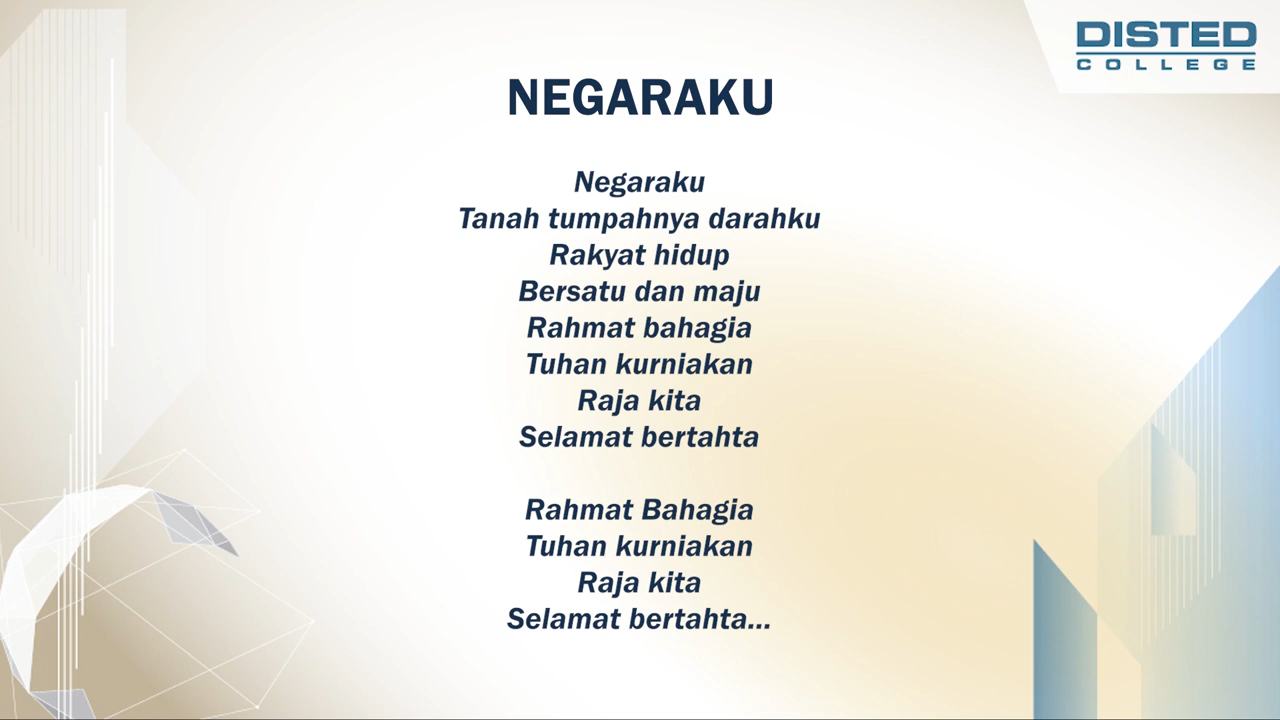 DISTED
COLLEGE
NEGARAKU
Negaraku
Tanah tumpahnya darahku
Rakyat hidup
Bersatu dan maju
Rahmat bahagia
Tuhan kurniakan
Raja kita
Selamat bertahta
Rahmat Bahagia
Tuhan kurniakan
Raja kita
Selamat bertahta...